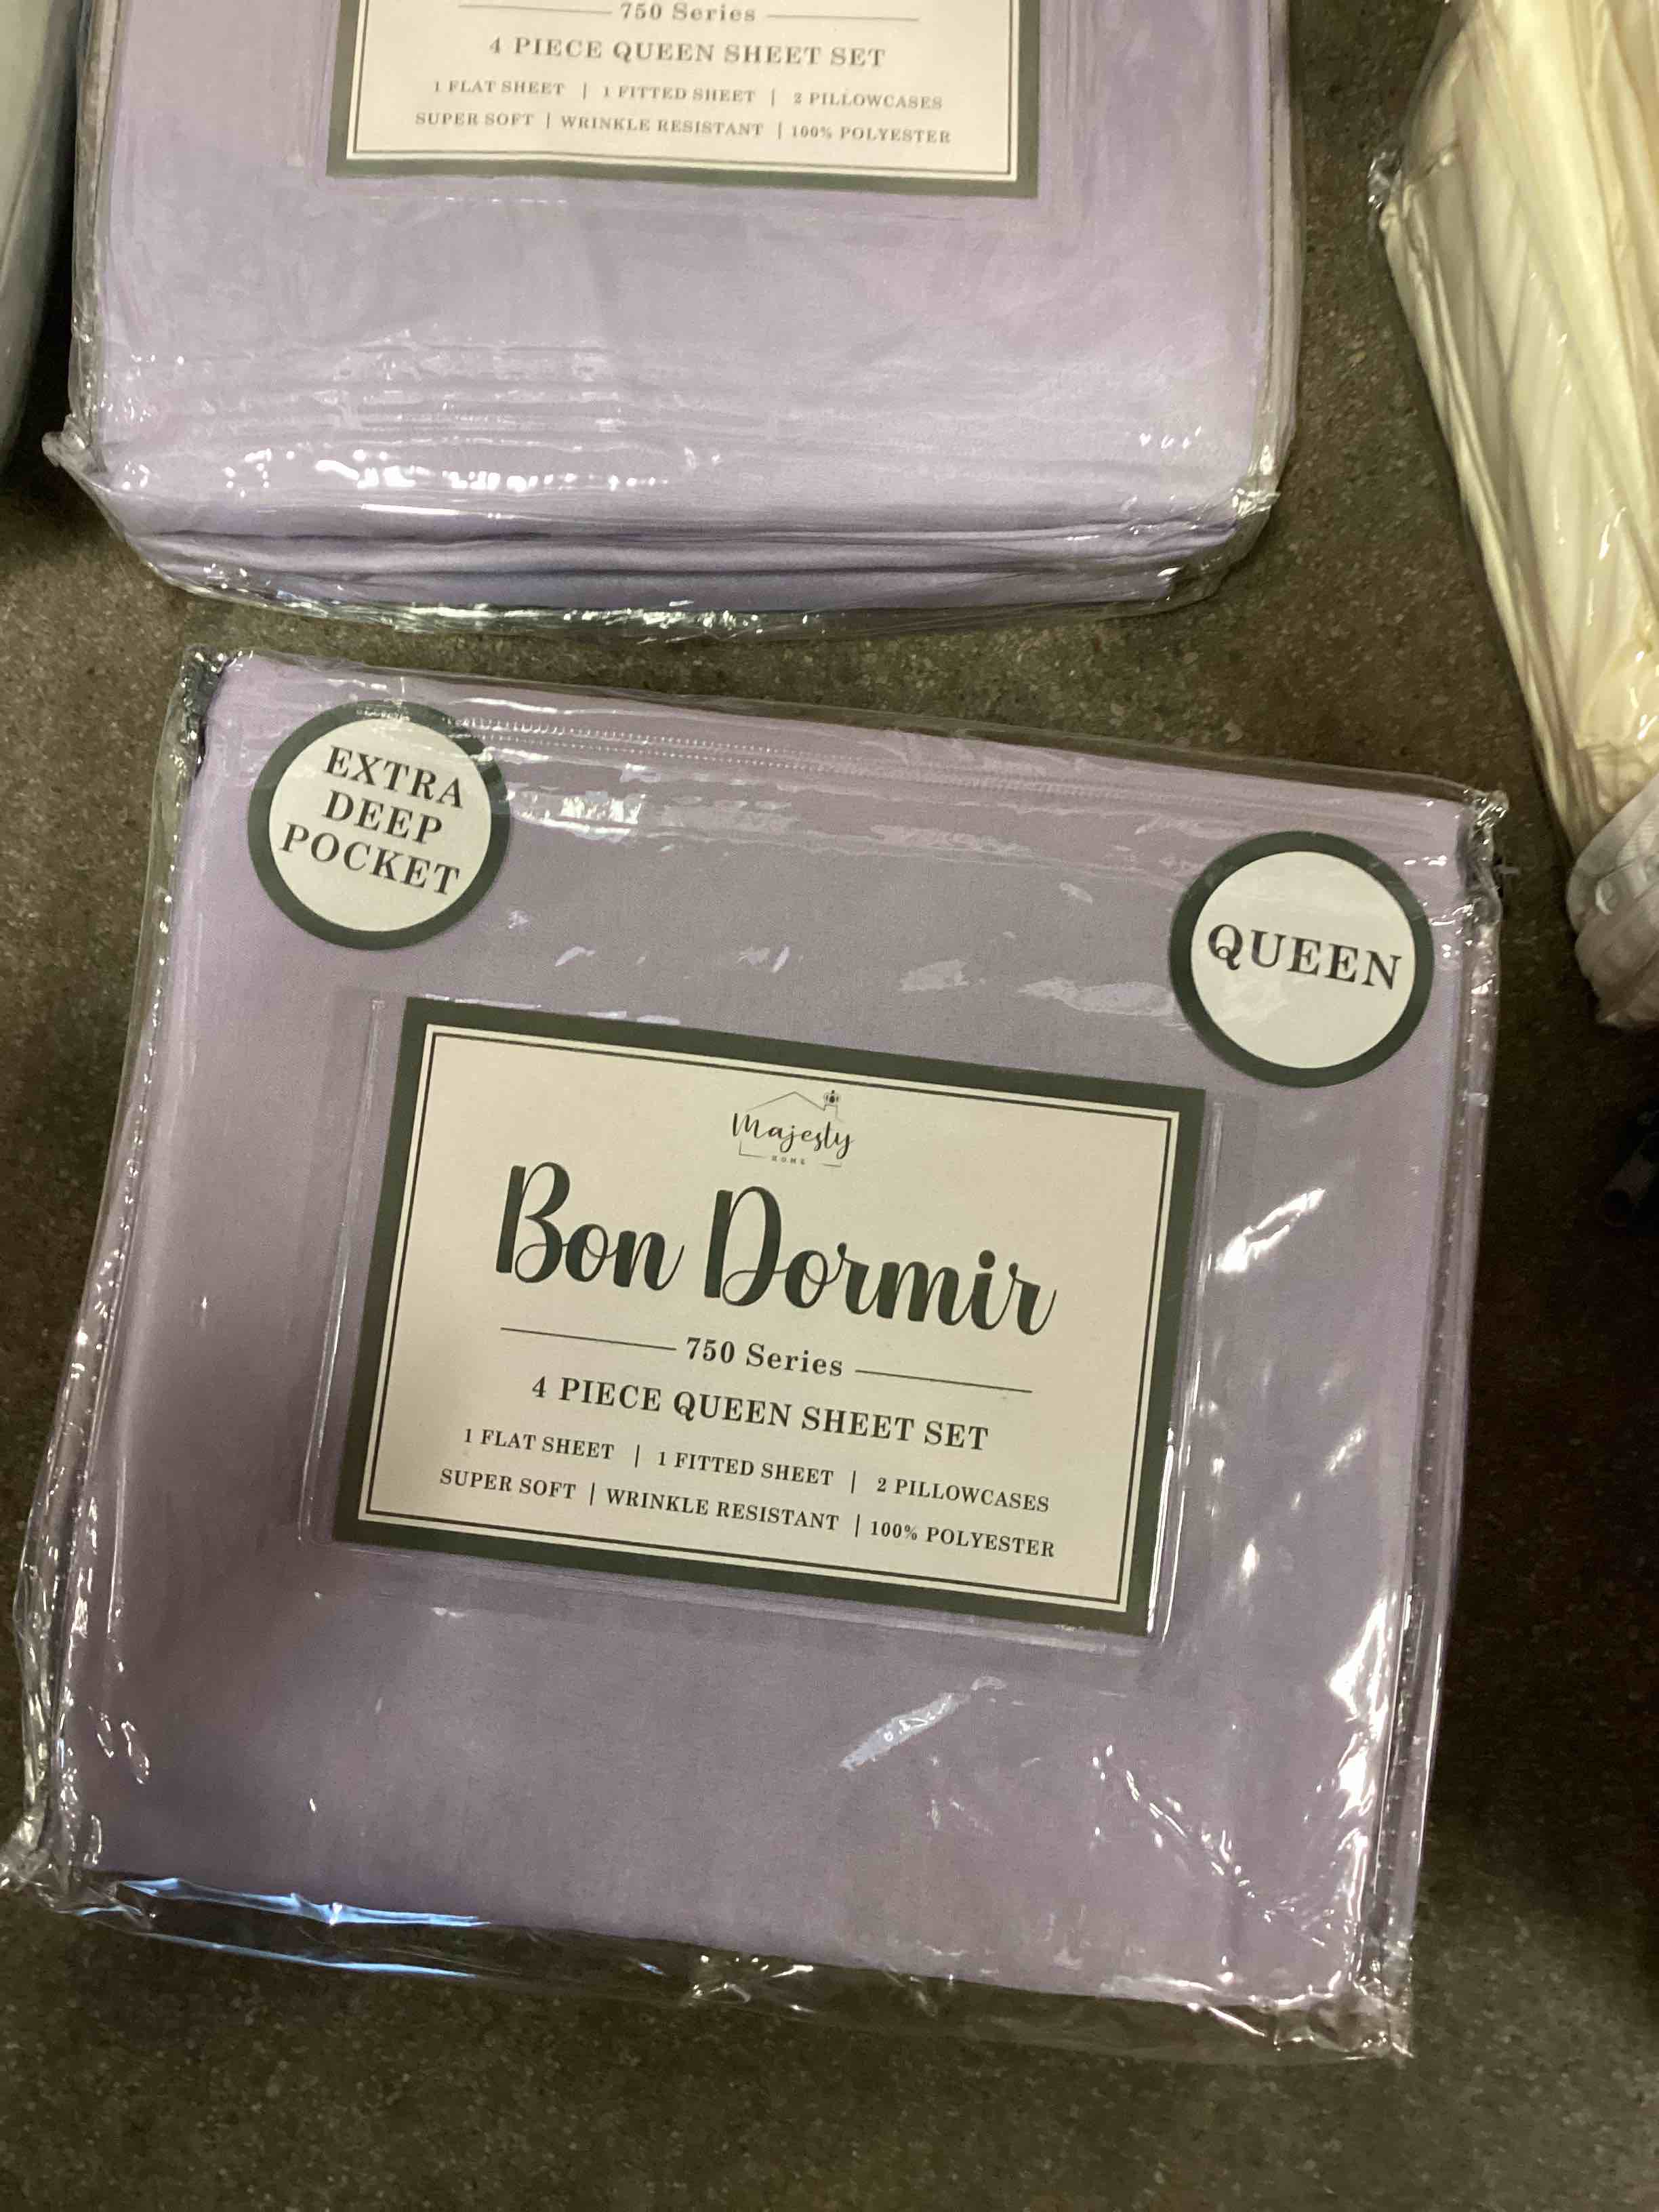 750 Series
4 PIECE QUEEN SHEET SET
1 FLAT SHEET | 1 FITTED SHEET | 2 PILLOWCASES
SUPER SOFT | WRINKLE RESISTANT | 100% POLYESTER
EXTRA
DEEP
POCKET
QUEEN
Majesty
HOME
Bon Dormir
750 Series
4 PIECE QUEEN SHEET SET
1 FLAT SHEET | 1 FITTED SHEET | 2 PILLOWCASES
SUPER SOFT | WRINKLE RESISTANT | 100% POLYESTER